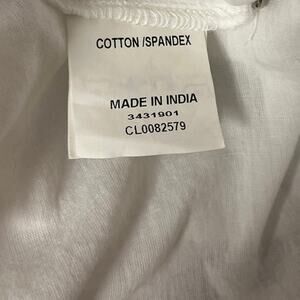 COTTON /SPANDEX
MADE IN INDIA
3431901
CL0082579